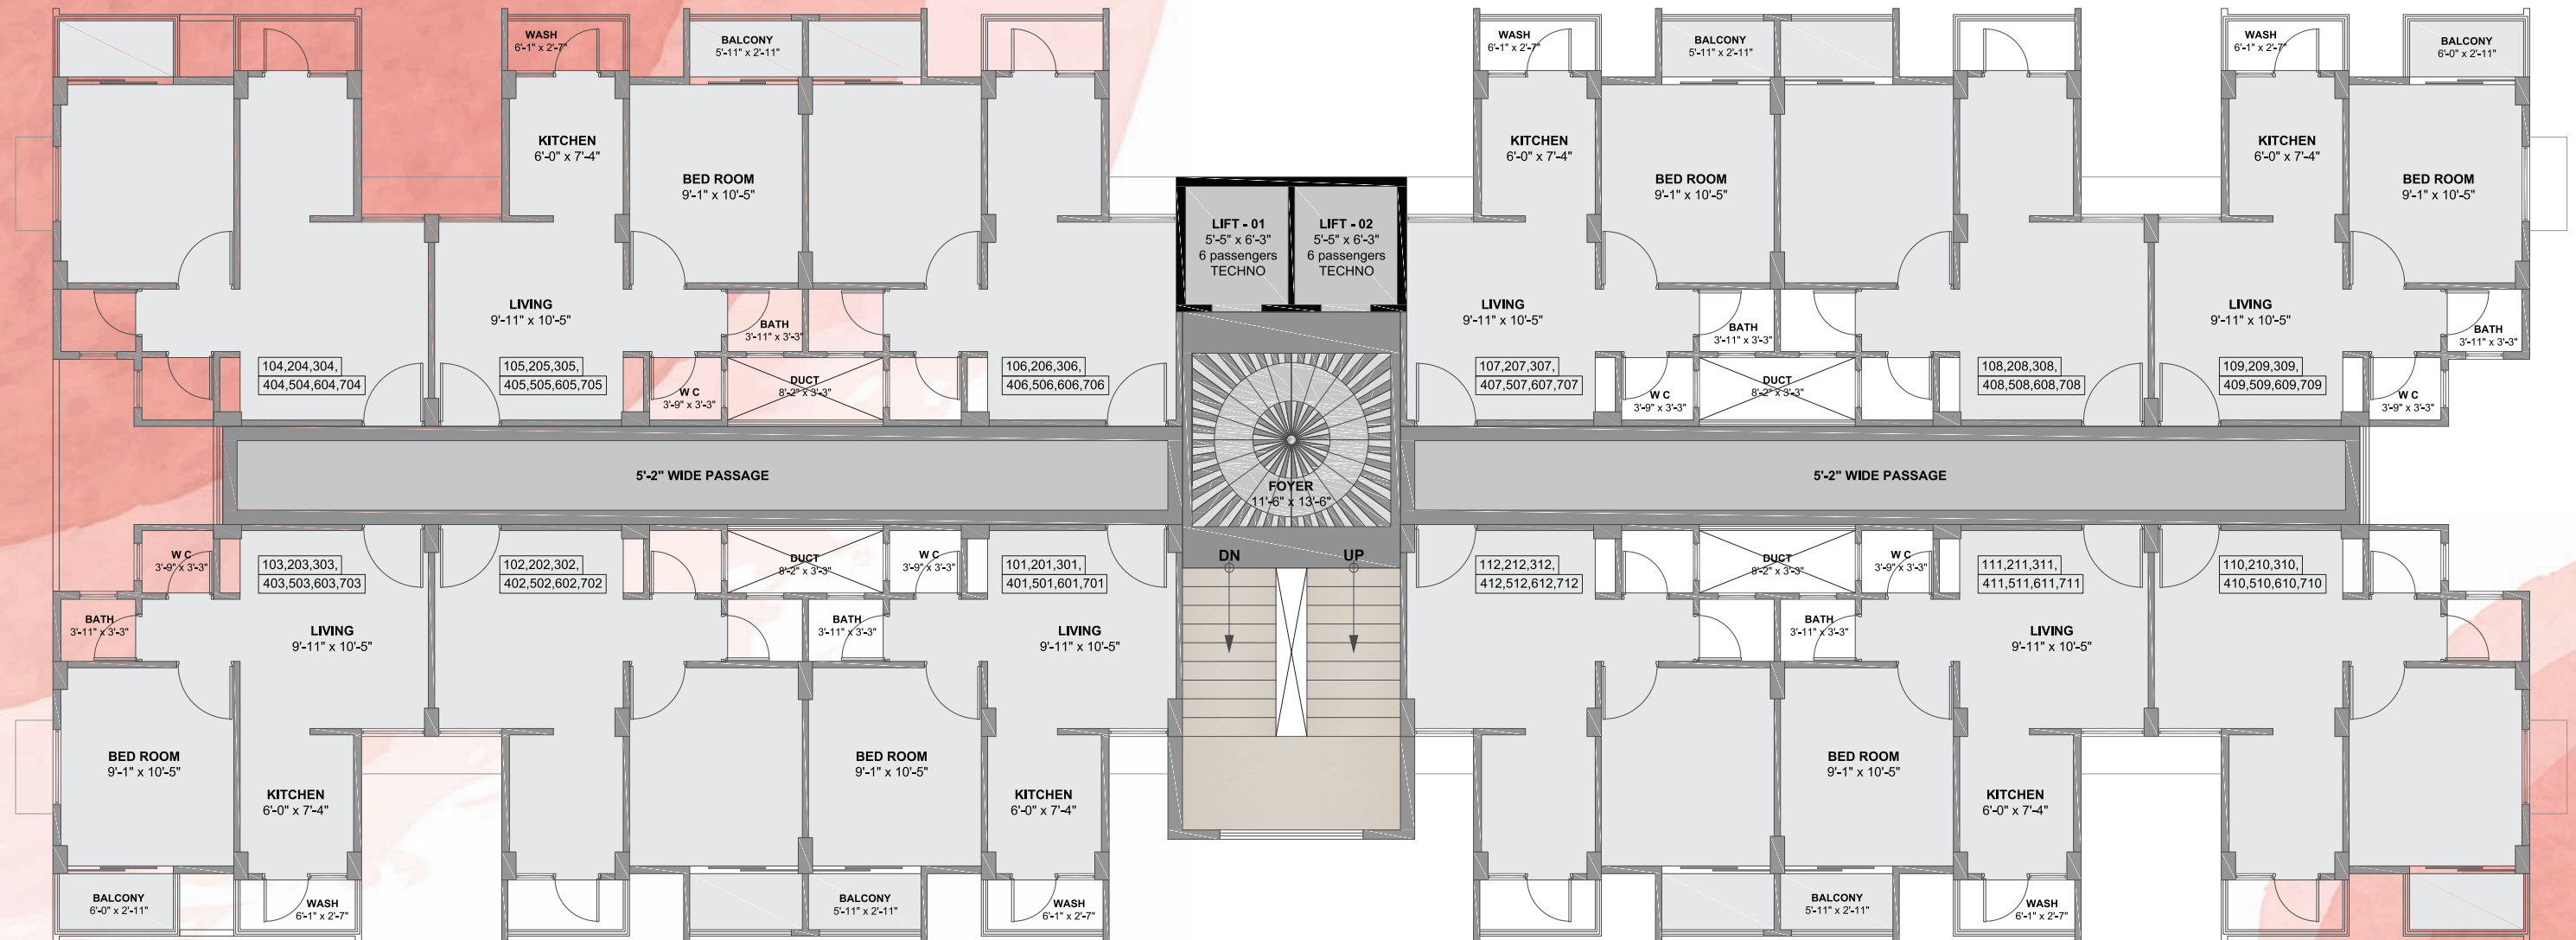 WASH
6'-1" x 2'-7"
BALCONY
5'-11" x 2'-11"
WASH
6'-1" x 2'-7"
BALCONY
5'-11" x 2'-11"
WASH
6'-1" x 2'-7"
BALCONY
6'-0" x 2'-11"
KITCHEN
6'-0" x 7'-4"
BED ROOM
9'-1" x 10'-5"
KITCHEN
6'-0" x 7'-4"
BED ROOM
9'-1" x 10'-5"
KITCHEN
6'-0" x 7'-4"
BED ROOM
9'-1" x 10'-5"
LIFT - 01
5'-5" x 6'-3"
6 passengers
TECHNO
LIFT - 02
5'-5" x 6'-3"
6 passengers
TECHNO
LIVING
9'-11" x 10'-5"
BATH
3'-11" x 3'-3"
LIVING
9'-11" x 10'-5"
BATH
3'-11" x 3'-3"
LIVING
9'-11" x 10'-5"
BATH
3'-11" x 3'-3"
104,204,304,
404,504,604,704
105,205,305,
405,505,605,705
W C
3'-9" x 3'-3"
DUCT
8'-2" x 3'-3"
106,206,306,
406,506,606,706
107,207,307,
407,507,607,707
W C
3'-9" x 3'-3"
DUCT
8'-2" x 3'-3"
108,208,308,
408,508,608,708
109,209,309,
409,509,609,709
W C
3'-9" x 3'-3"
5'-2" WIDE PASSAGE
FOYER
11'-6" x 13'-6"
5'-2" WIDE PASSAGE
W C
3'-9" x 3'-3"
103,203,303,
403,503,603,703
102,202,302,
402,502,602,702
DUCT
8'-2" x 3'-3"
W C
3'-9" x 3'-3"
101,201,301,
401,501,601,701
DN
UP
112,212,312,
412,512,612,712
DUCT
8'-2" x 3'-3"
W C
3'-9" x 3'-3"
111,211,311,
411,511,611,711
110,210,310,
410,510,610,710
BATH
3'-11" x 3'-3"
LIVING
9'-11" x 10'-5"
BATH
3'-11" x 3'-3"
LIVING
9'-11" x 10'-5"
BATH
3'-11" x 3'-3"
LIVING
9'-11" x 10'-5"
BED ROOM
9'-1" x 10'-5"
KITCHEN
6'-0" x 7'-4"
BED ROOM
9'-1" x 10'-5"
KITCHEN
6'-0" x 7'-4"
BED ROOM
9'-1" x 10'-5"
KITCHEN
6'-0" x 7'-4"
BALCONY
6'-0" x 2'-11"
WASH
6'-1" x 2'-7"
BALCONY
5'-11" x 2'-11"
WASH
6'-1" x 2'-7"
BALCONY
5'-11" x 2'-11"
WASH
6'-1" x 2'-7"